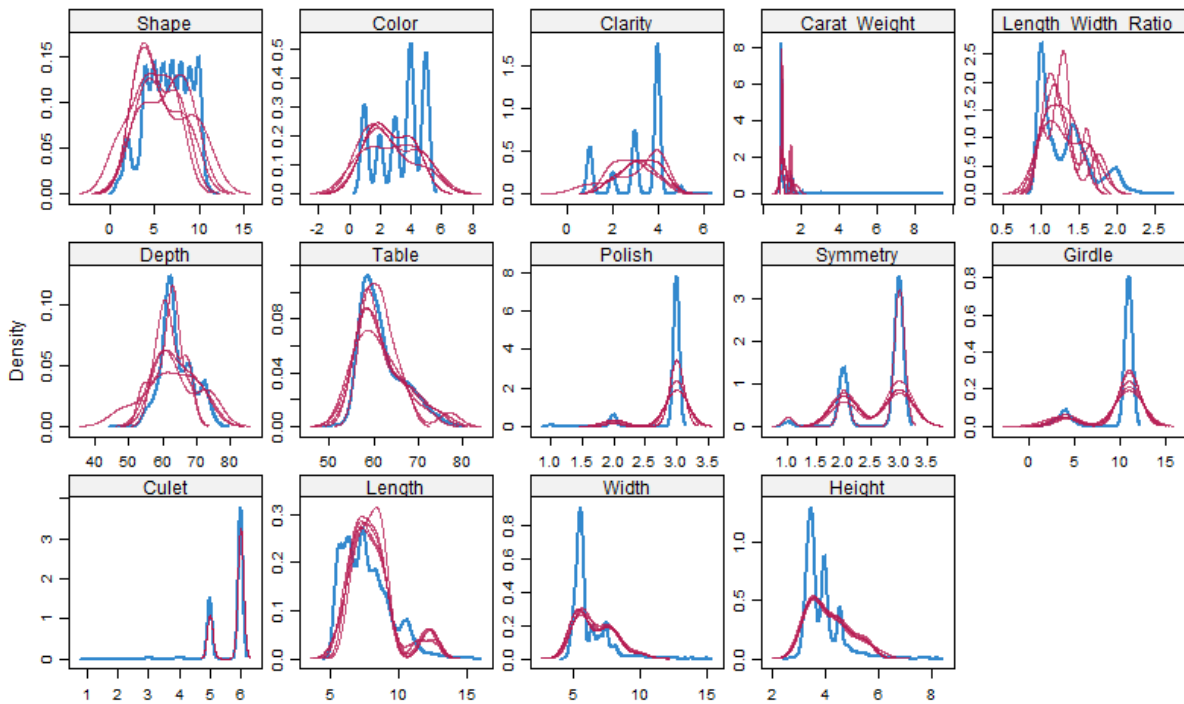 Shape Color Clarity Carat_Weight Length_Width_Ratio
0.00 0.05 0.10 0.15
0.0 0.1 0.2 0.3 0.4 0.5
0.0 0.5 1.0 1.5
0 2 4 6 8
0.0 0.5 1.0 1.5 2.0 2.5
0 5 10 15
-2 0 2 4 6 8
0 2 4 6
2 4 6 8
0.5 1.0 1.5 2.0 2.5
Depth Table Polish Symmetry Girdle
Density
0.00 0.05 0.10
0.00 0.04 0.08
0 2 4 6 8
0 1 2 3
0.0 0.2 0.4 0.6 0.8
40 50 60 70 80
50 60 70 80
1.0 1.5 2.0 2.5 3.0 3.5
1.0 1.5 2.0 2.5 3.0 3.5
0 5 10 15
Culet Length Width Height
0 1 2 3
0.0 0.1 0.2 0.3
0.0 0.2 0.4 0.6 0.8
0.0 0.5 1.0
1 2 3 4 5 6
5 10 15
5 10 15
2 4 6 8